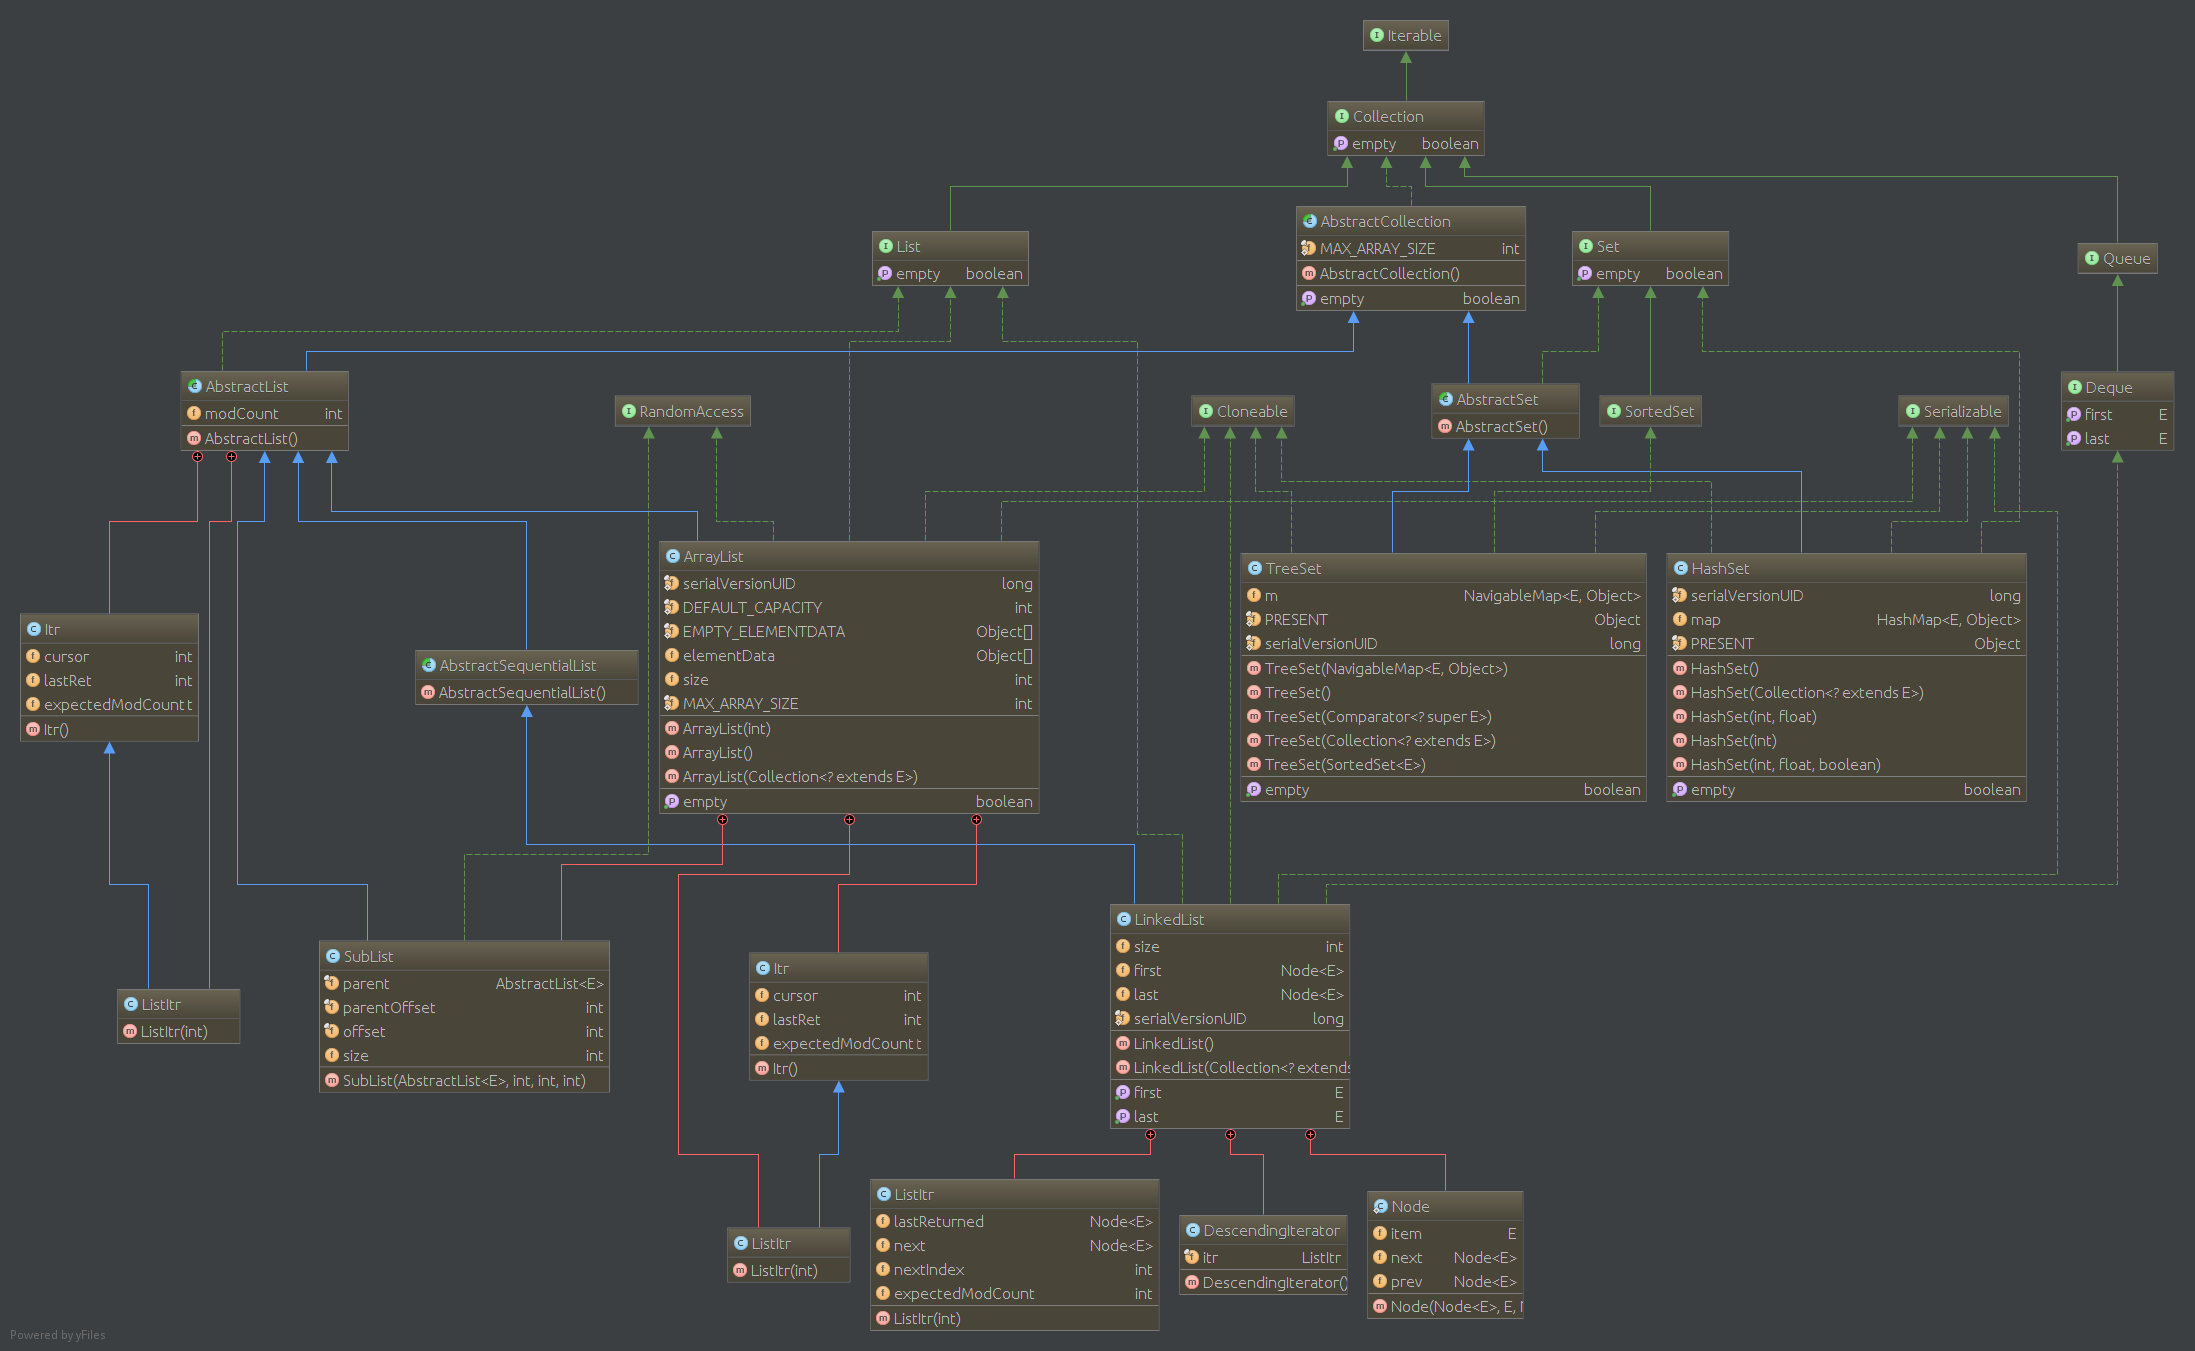 Iterable
Collection
empty boolean
List
empty boolean
AbstractCollection
MAX_ARRAY_SIZE int
AbstractCollection()
empty boolean
Set
empty boolean
Queue
AbstractList
modCount int
AbstractList()
RandomAccess
Cloneable
AbstractSet
AbstractSet()
SortedSet
Serializable
Deque
first E
last E
Itr
cursor int
lastRet int
expectedModCount t
Itr()
AbstractSequentialList
AbstractSequentialList()
ArrayList
serialVersionUID long
DEFAULT_CAPACITY int
EMPTY_ELEMENTDATA Object[]
elementData Object[]
size int
MAX_ARRAY_SIZE int
ArrayList(int)
ArrayList()
ArrayList(Collection<? extends E>)
empty boolean
TreeSet
m NavigableMap<E, Object>
PRESENT Object
serialVersionUID long
TreeSet(NavigableMap<E, Object>)
TreeSet()
TreeSet(Comparator<? super E>)
TreeSet(Collection<? extends E>)
TreeSet(SortedSet<E>)
empty boolean
HashSet
serialVersionUID long
map HashMap<E, Object>
PRESENT Object
HashSet()
HashSet(Collection<? extends E>)
HashSet(int, float)
HashSet(int)
HashSet(int, float, boolean)
empty boolean
ListItr
ListItr(int)
SubList
parent AbstractList<E>
parentOffset int
offset int
size int
SubList(AbstractList<E>, int, int, int)
Itr
cursor int
lastRet int
expectedModCount t
Itr()
LinkedList
size int
first Node<E>
last Node<E>
serialVersionUID long
LinkedList()
LinkedList(Collection<? extends
first E
last E
ListItr
ListItr(int)
ListItr
lastReturned Node<E>
next Node<E>
nextIndex int
expectedModCount int
ListItr(int)
DescendingIterator
itr ListItr
DescendingIterator()
Node
item E
next Node<E>
prev Node<E>
Node(Node<E>, E,
Powered by yFiles